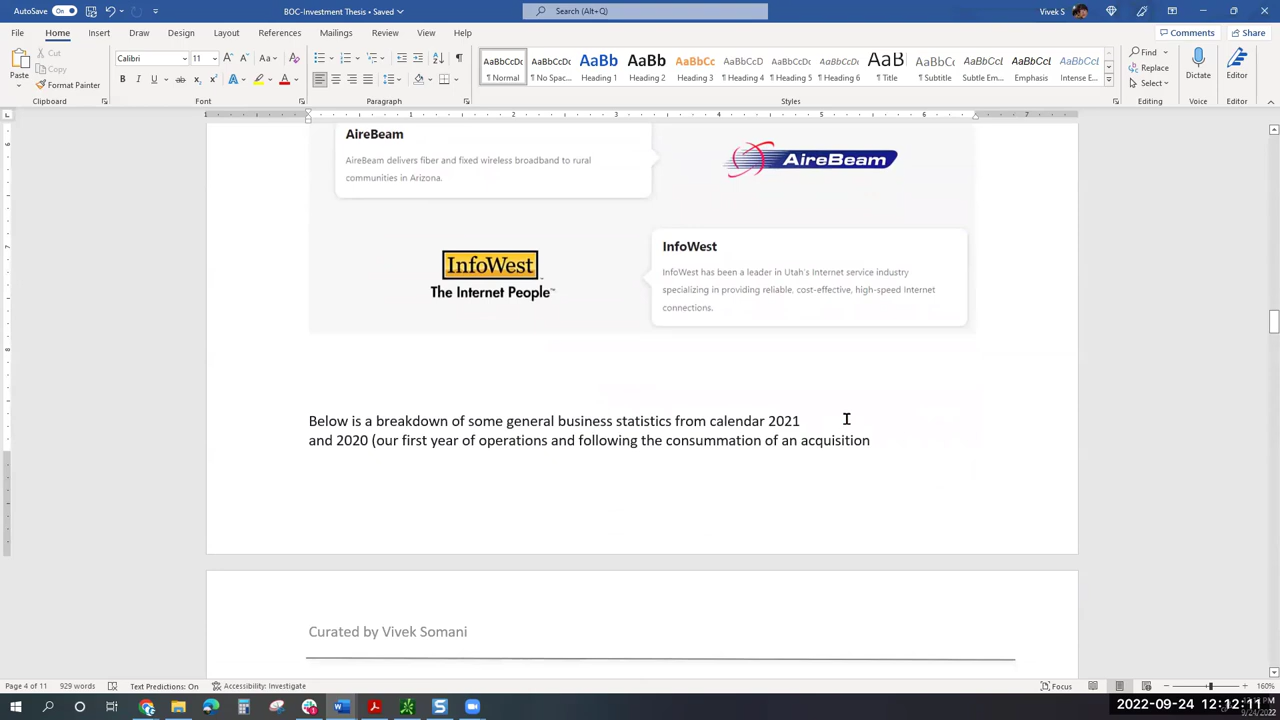 AutoSave On
BOC-Investment Thesis
Search (Alt+Q)
Vivek S
File Home Insert Draw Design Layout References Mailings Review View Help
Comments Share
Paste
Cut
Copy
Format Painter
Calibri 11
AaBbCcDc AaBbCcDc AaBb AaBb AaBbCc AaBbCcD AaBbCcD AaBbCcDc AaB AaBbCcC AaBbCcL AaBbCcL AaBbCcL
¶ Normal ¶ No Spac... Heading 1 Heading 2 Heading 3 ¶ Heading 4 ¶ Heading 5 ¶ Heading 6 ¶ Title ¶ Subtitle Subtle Em... Emphasis Intense E...
Find
Replace
Select
Dictate
Editor
Clipboard Font Paragraph Styles Editing Voice Editor
AireBeam
AireBeam delivers fiber and fixed wireless broadband to rural
communities in Arizona.
AireBeam
InfoWest
The Internet People
InfoWest
InfoWest has been a leader in Utah's Internet service industry
specializing in providing reliable, cost-effective, high-speed Internet
connections.
Below is a breakdown of some general business statistics from calendar 2021
and 2020 (our first year of operations and following the consummation of an acquisition
Curated by Vivek Somani
Page 4 of 11 929 words Text Predictions: On Accessibility: Investigate
Focus 160%
2022-09-24 12:12:11